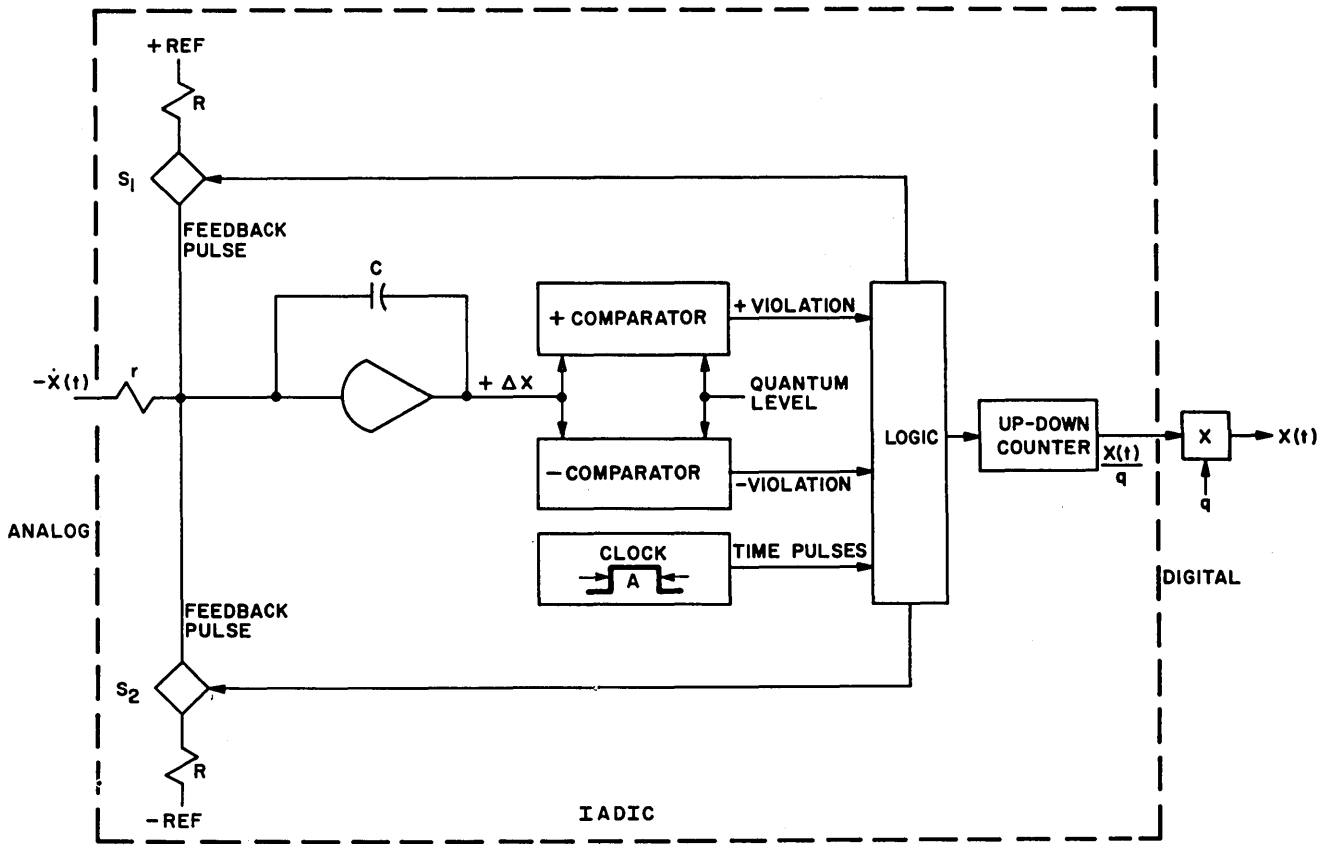 +REF
R
S1
FEEDBACK
PULSE
C
+ COMPARATOR
+ VIOLATION
-Ẋ(t)
r
+ ΔX
QUANTUM
LEVEL
LOGIC
UP-DOWN
COUNTER
X(t)
q
X
X(t)
q
- COMPARATOR
-VIOLATION
ANALOG
CLOCK
A
TIME PULSES
DIGITAL
FEEDBACK
PULSE
S2
R
-REF
IADIC